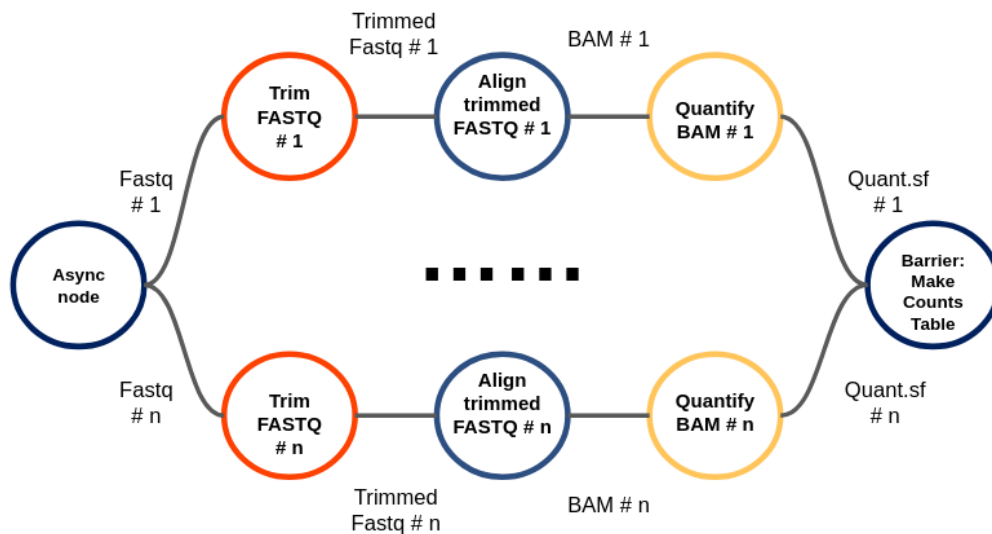 Trimmed
Fastq # 1
BAM # 1
Trim
FASTQ
# 1
Align
trimmed
FASTQ # 1
Quantify
BAM # 1
Fastq
# 1
Quant.sf
# 1
Async
node
Barrier:
Make
Counts
Table
Fastq
# n
Quant.sf
# n
Trim
FASTQ
# n
Align
trimmed
FASTQ # n
Quantify
BAM # n
Trimmed
Fastq # n
BAM # n